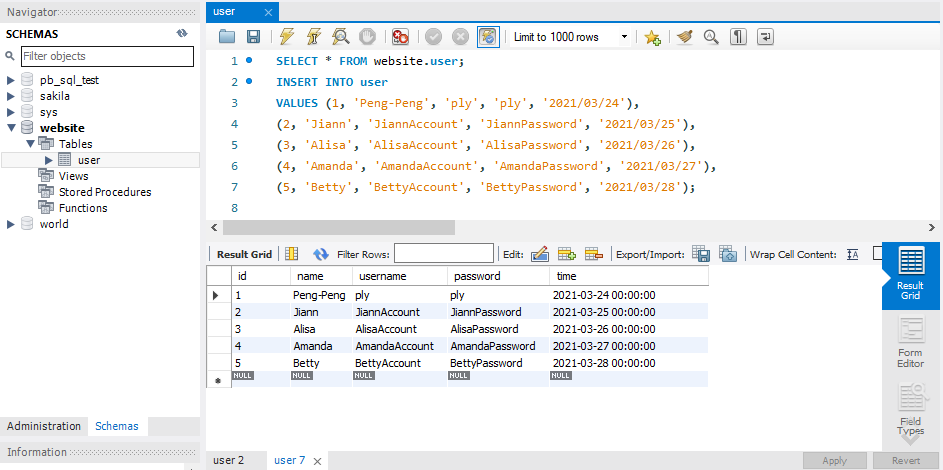 Navigator
user ×
SCHEMAS
Filter objects
Limit to 1000 rows
pb_sql_test
sakila
sys
website
Tables
user
Views
Stored Procedures
Functions
world
1 SELECT * FROM website.user;
2 INSERT INTO user
3 VALUES (1, 'Peng-Peng', 'ply', 'ply', '2021/03/24'),
4 (2, 'Jiann', 'JiannAccount', 'JiannPassword', '2021/03/25'),
5 (3, 'Alisa', 'AlisaAccount', 'AlisaPassword', '2021/03/26'),
6 (4, 'Amanda', 'AmandaAccount', 'AmandaPassword', '2021/03/27'),
7 (5, 'Betty', 'BettyAccount', 'BettyPassword', '2021/03/28');
8
Result Grid Filter Rows: Edit: Export/Import: Wrap Cell Content: IA
id name username password time
1 Peng-Peng ply ply 2021-03-24 00:00:00
2 Jiann JiannAccount JiannPassword 2021-03-25 00:00:00
3 Alisa AlisaAccount AlisaPassword 2021-03-26 00:00:00
4 Amanda AmandaAccount AmandaPassword 2021-03-27 00:00:00
5 Betty BettyAccount BettyPassword 2021-03-28 00:00:00
NULL NULL NULL NULL NULL
Result
Grid
Form
Editor
Field
Types
Administration Schemas
Information
user 2 user 7 ×
Apply Revert